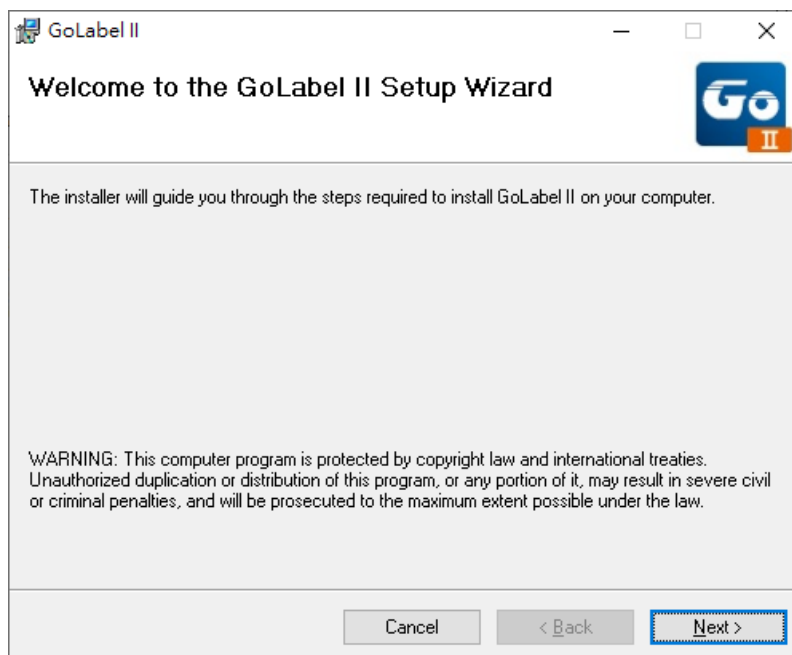 GoLabel II
Welcome to the GoLabel II Setup Wizard
Go
II
The installer will guide you through the steps required to install GoLabel II on your computer.
WARNING: This computer program is protected by copyright law and international treaties.
Unauthorized duplication or distribution of this program, or any portion of it, may result in severe civil
or criminal penalties, and will be prosecuted to the maximum extent possible under the law.
Cancel < Back Next >